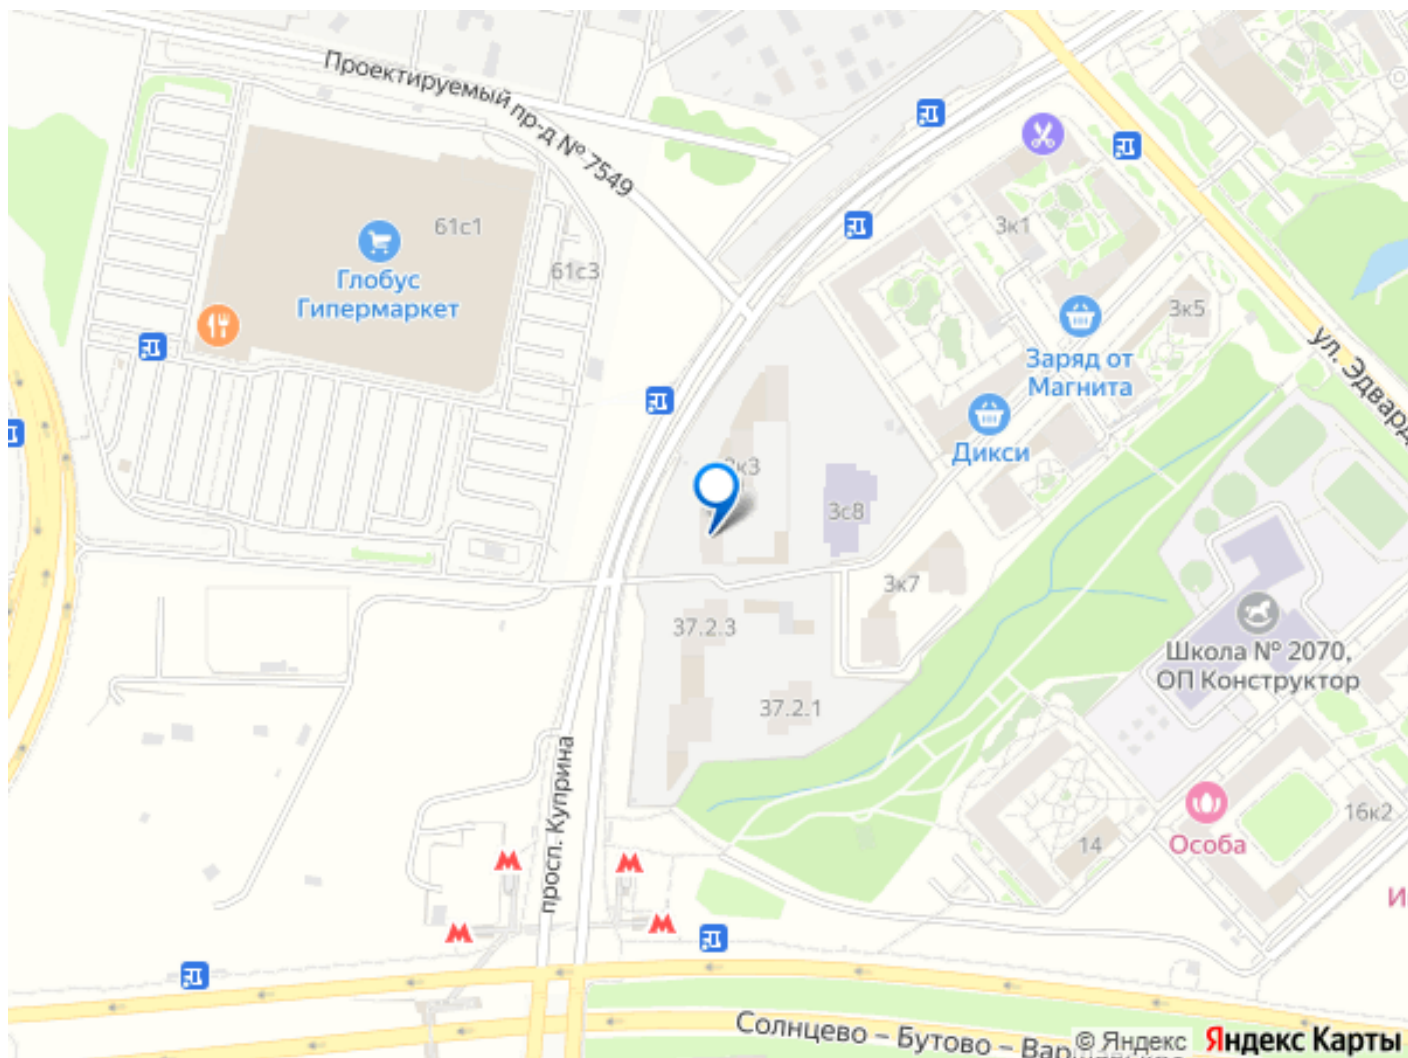 Проектируемый пр-д № 7549
61с1
61с3
Глобус
Гипермаркет
3к1
3к5
Заряд от
Магнита
ул. Эдвард
Дикси
3с8
3к7
37.2.3
37.2.1
Школа № 2070,
ОП Конструктор
просп. Куприна
Особа
16к2
14
И
Солнцево – Бутово – Вар
© Яндекс
Яндекс Карты